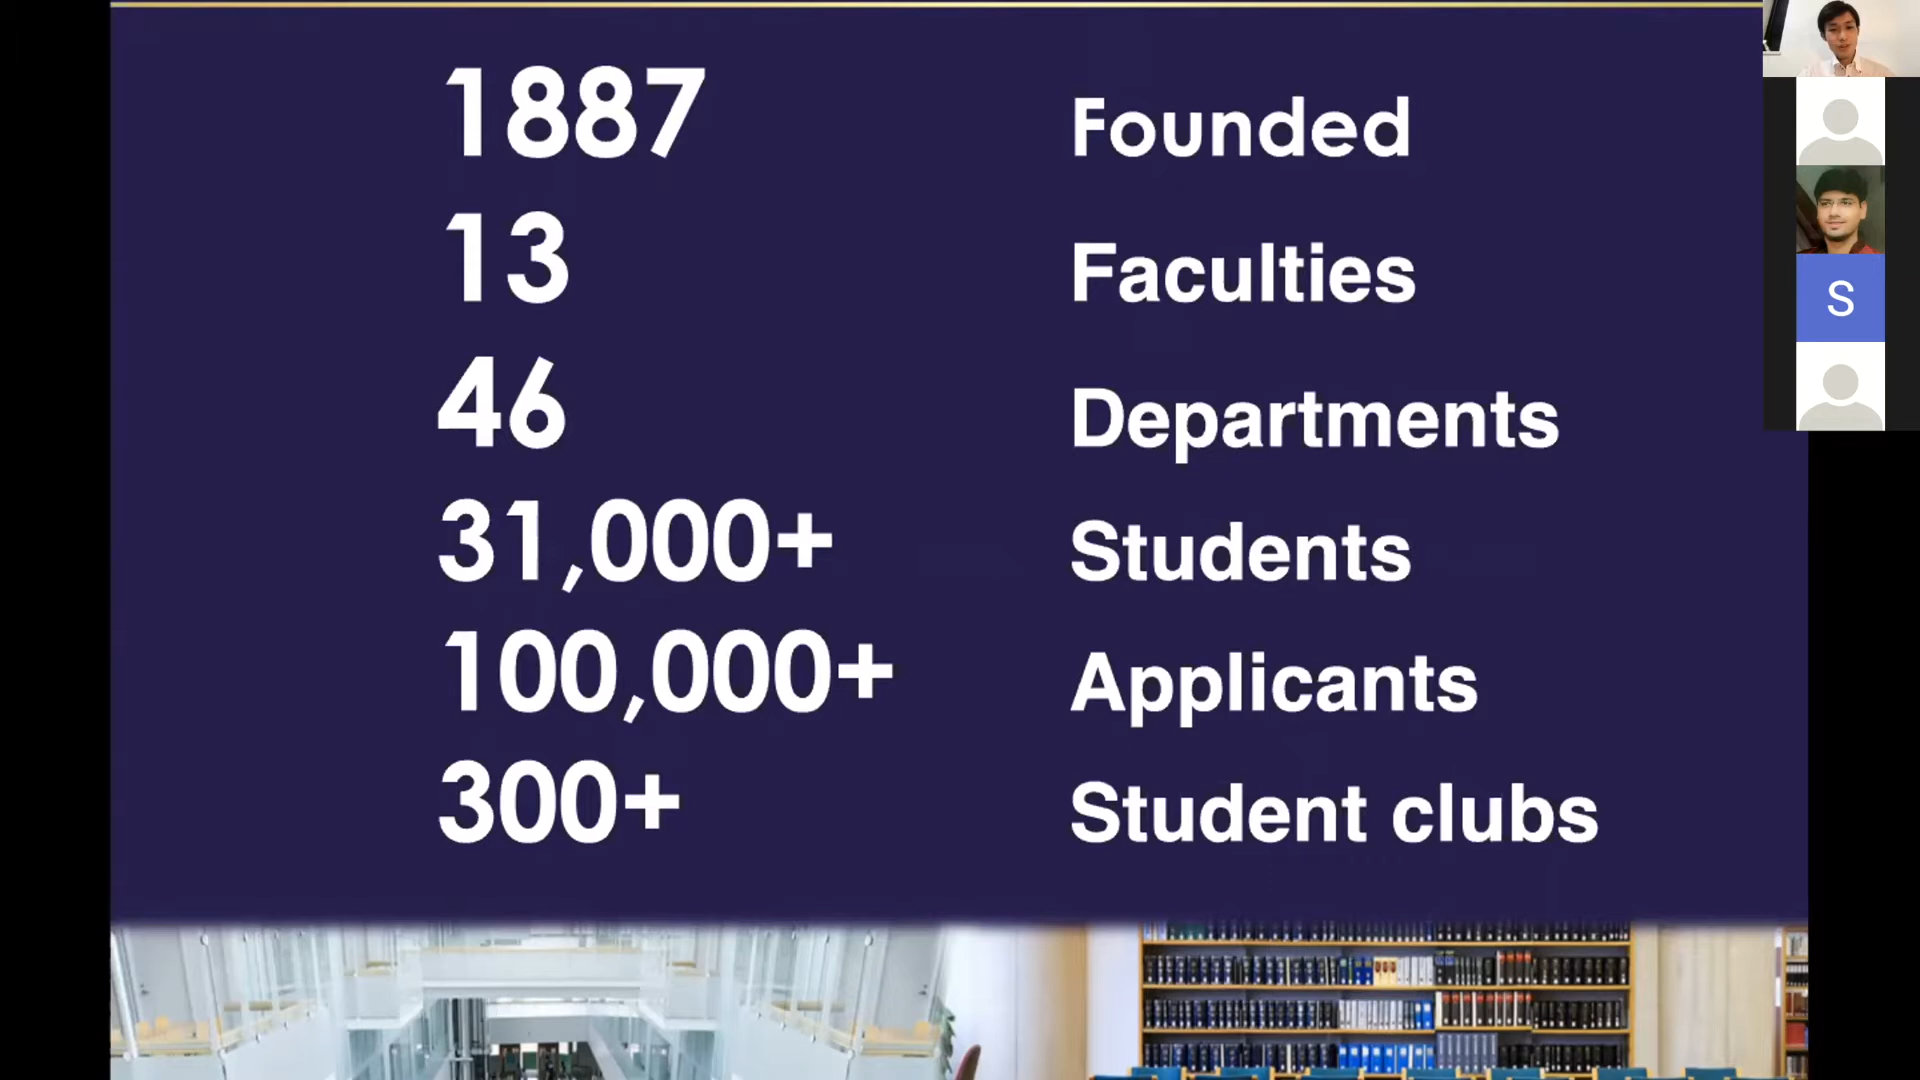 1887 Founded
13 Faculties
46 Departments
31,000+ Students
100,000+ Applicants
300+ Student clubs
S